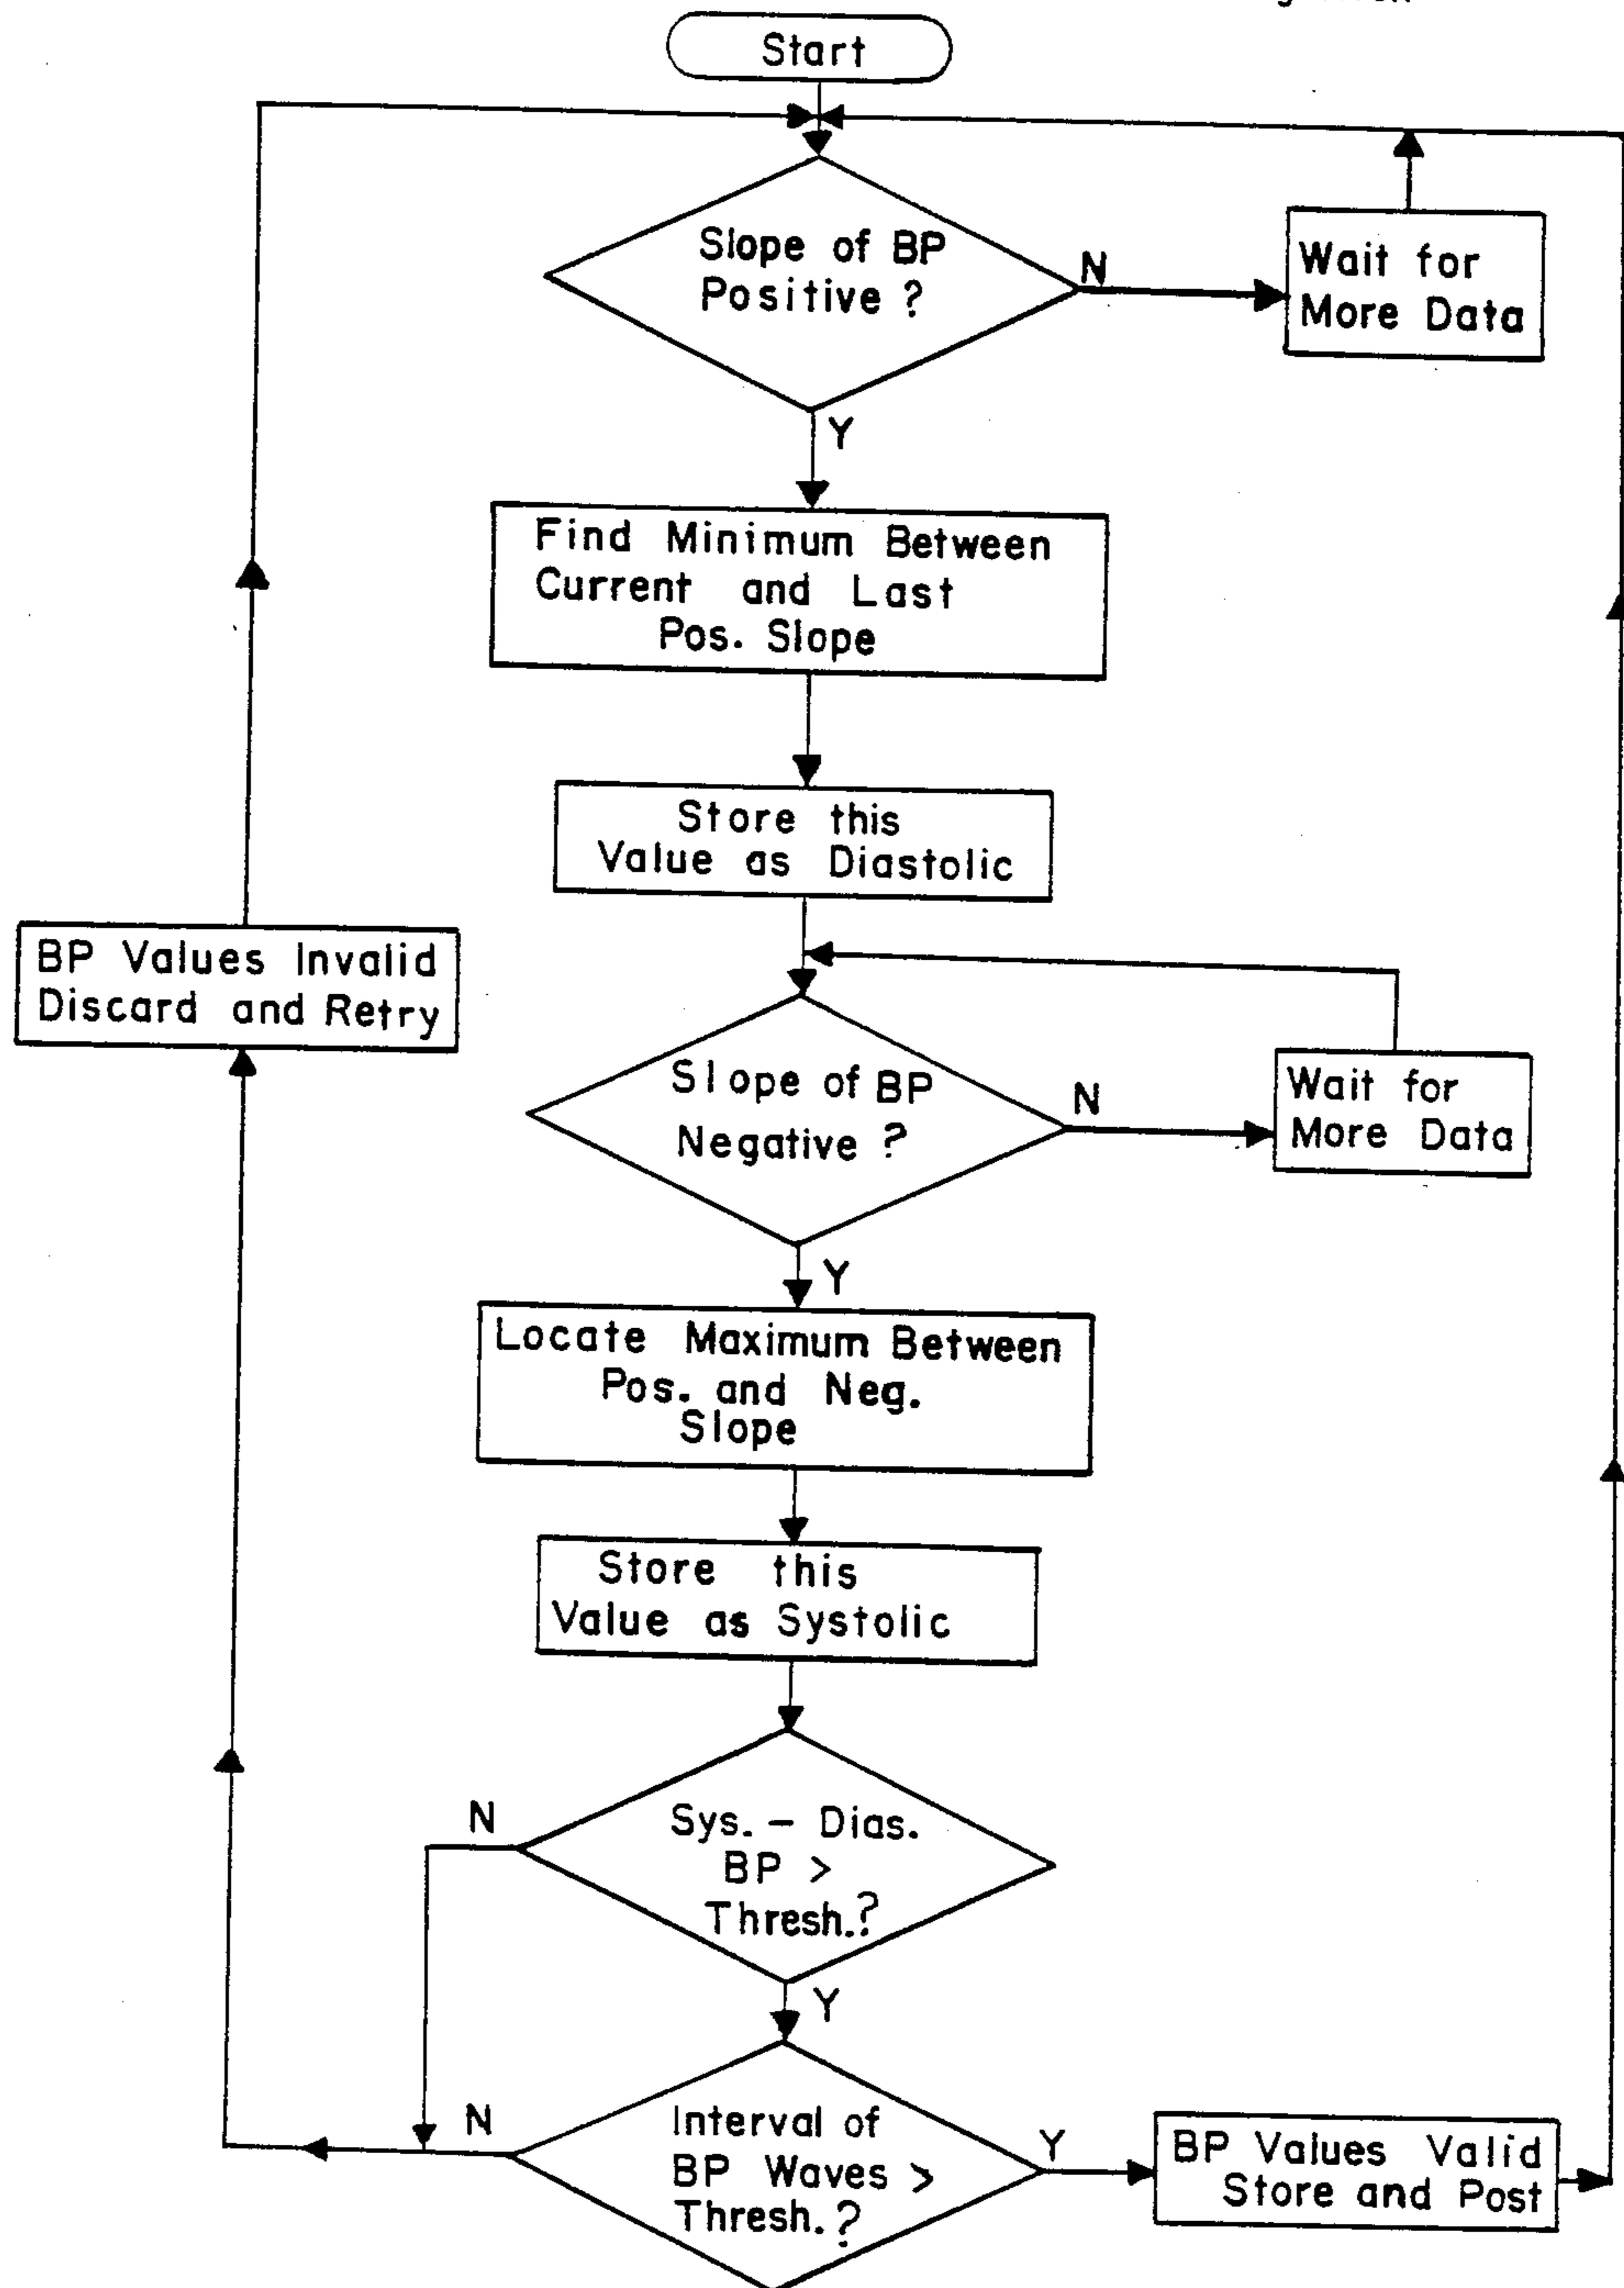 Start
Slope of BP
Positive ?
N
Wait for
More Data
Y
Find Minimum Between
Current and Last
Pos. Slope
Store this
Value as Diastolic
BP Values Invalid
Discard and Retry
Slope of BP
Negative ?
N
Wait for
More Data
Y
Locate Maximum Between
Pos. and Neg.
Slope
Store this
Value as Systolic
N
Sys. - Dias.
BP >
Thresh.?
Y
N
Interval of
BP Waves >
Thresh.?
Y
BP Values Valid
Store and Post